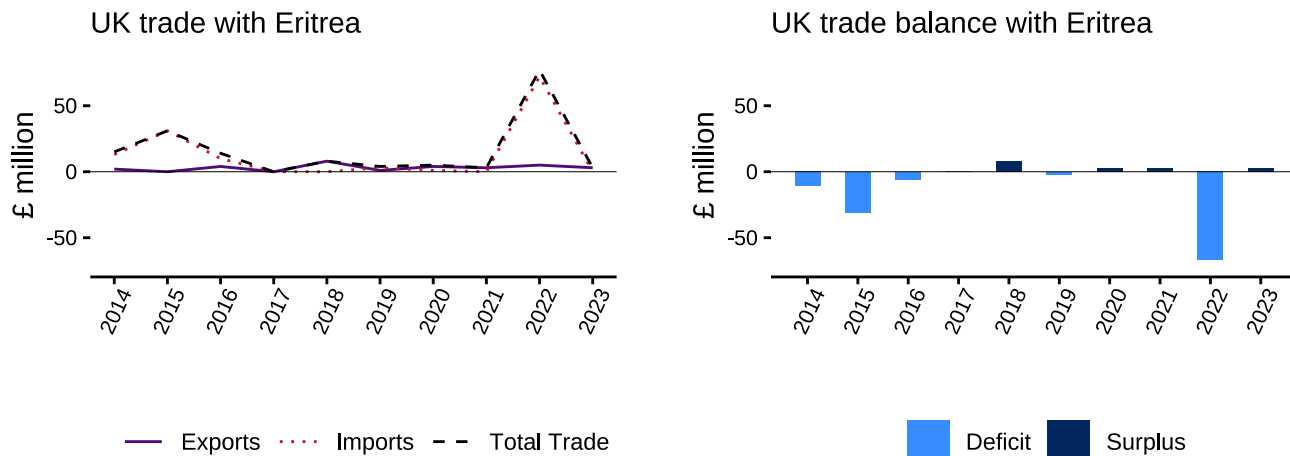 UK trade with Eritrea
£ million
50
0
-50
2014
2015
2016
2017
2018
2019
2020
2021
2022
2023
Exports
Imports
Total Trade
UK trade balance with Eritrea
£ million
50
0
-50
2014
2015
2016
2017
2018
2019
2020
2021
2022
2023
Deficit
Surplus